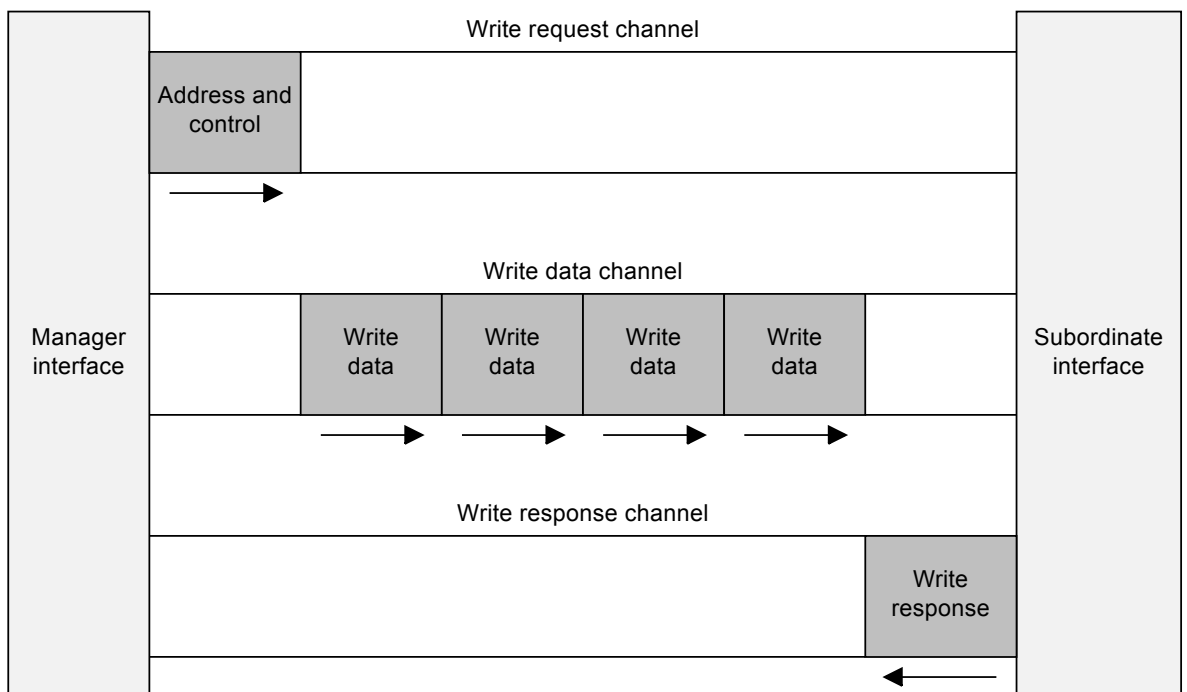 Write request channel
Address and
control
Write data channel
Manager
interface
Write
data
Write
data
Write
data
Write
data
Subordinate
interface
Write response channel
Write
response